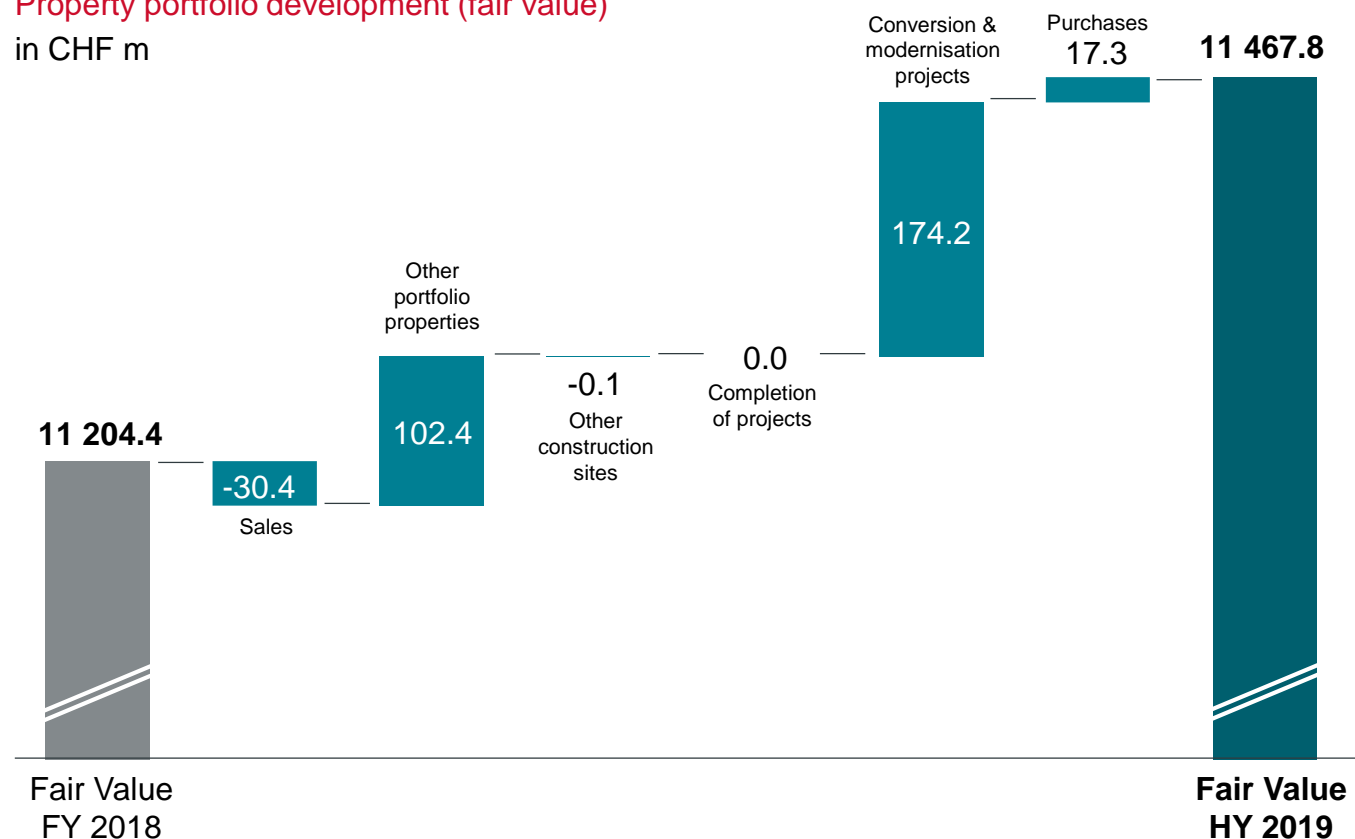 Property portfolio development (fair value)
in CHF m
Conversion &
modernisation
projects
Purchases
17.3
11 467.8
174.2
Other
portfolio
properties
102.4
-0.1
Other
construction
sites
0.0
Completion
of projects
11 204.4
-30.4
Sales
Fair Value
FY 2018
Fair Value
HY 2019